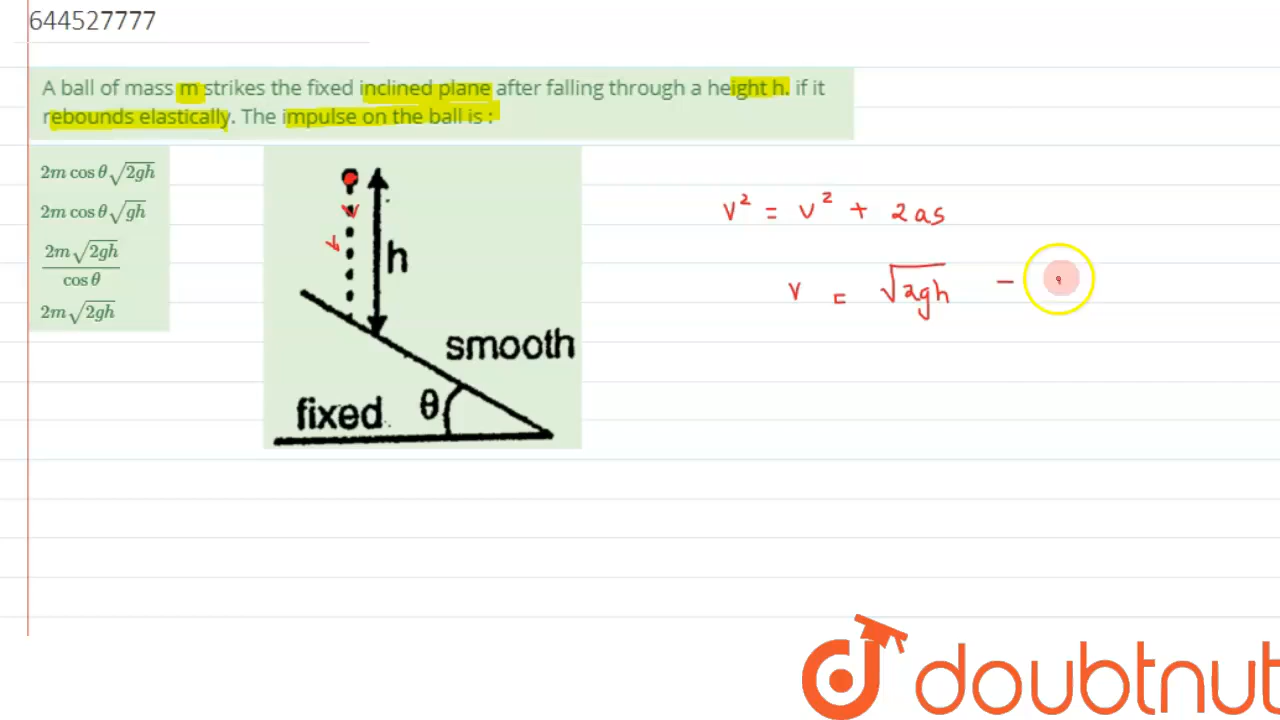 644527777
A ball of mass m strikes the fixed inclined plane after falling through a height h. if it
rebounds elastically. The impulse on the ball is :
2m cos θ√2gh
2m cos θ√gh
2m√2gh
cos θ
2m√2gh
h
smooth
fixed
θ
v² = v² + 2as
v = √2gh −
doubtnut